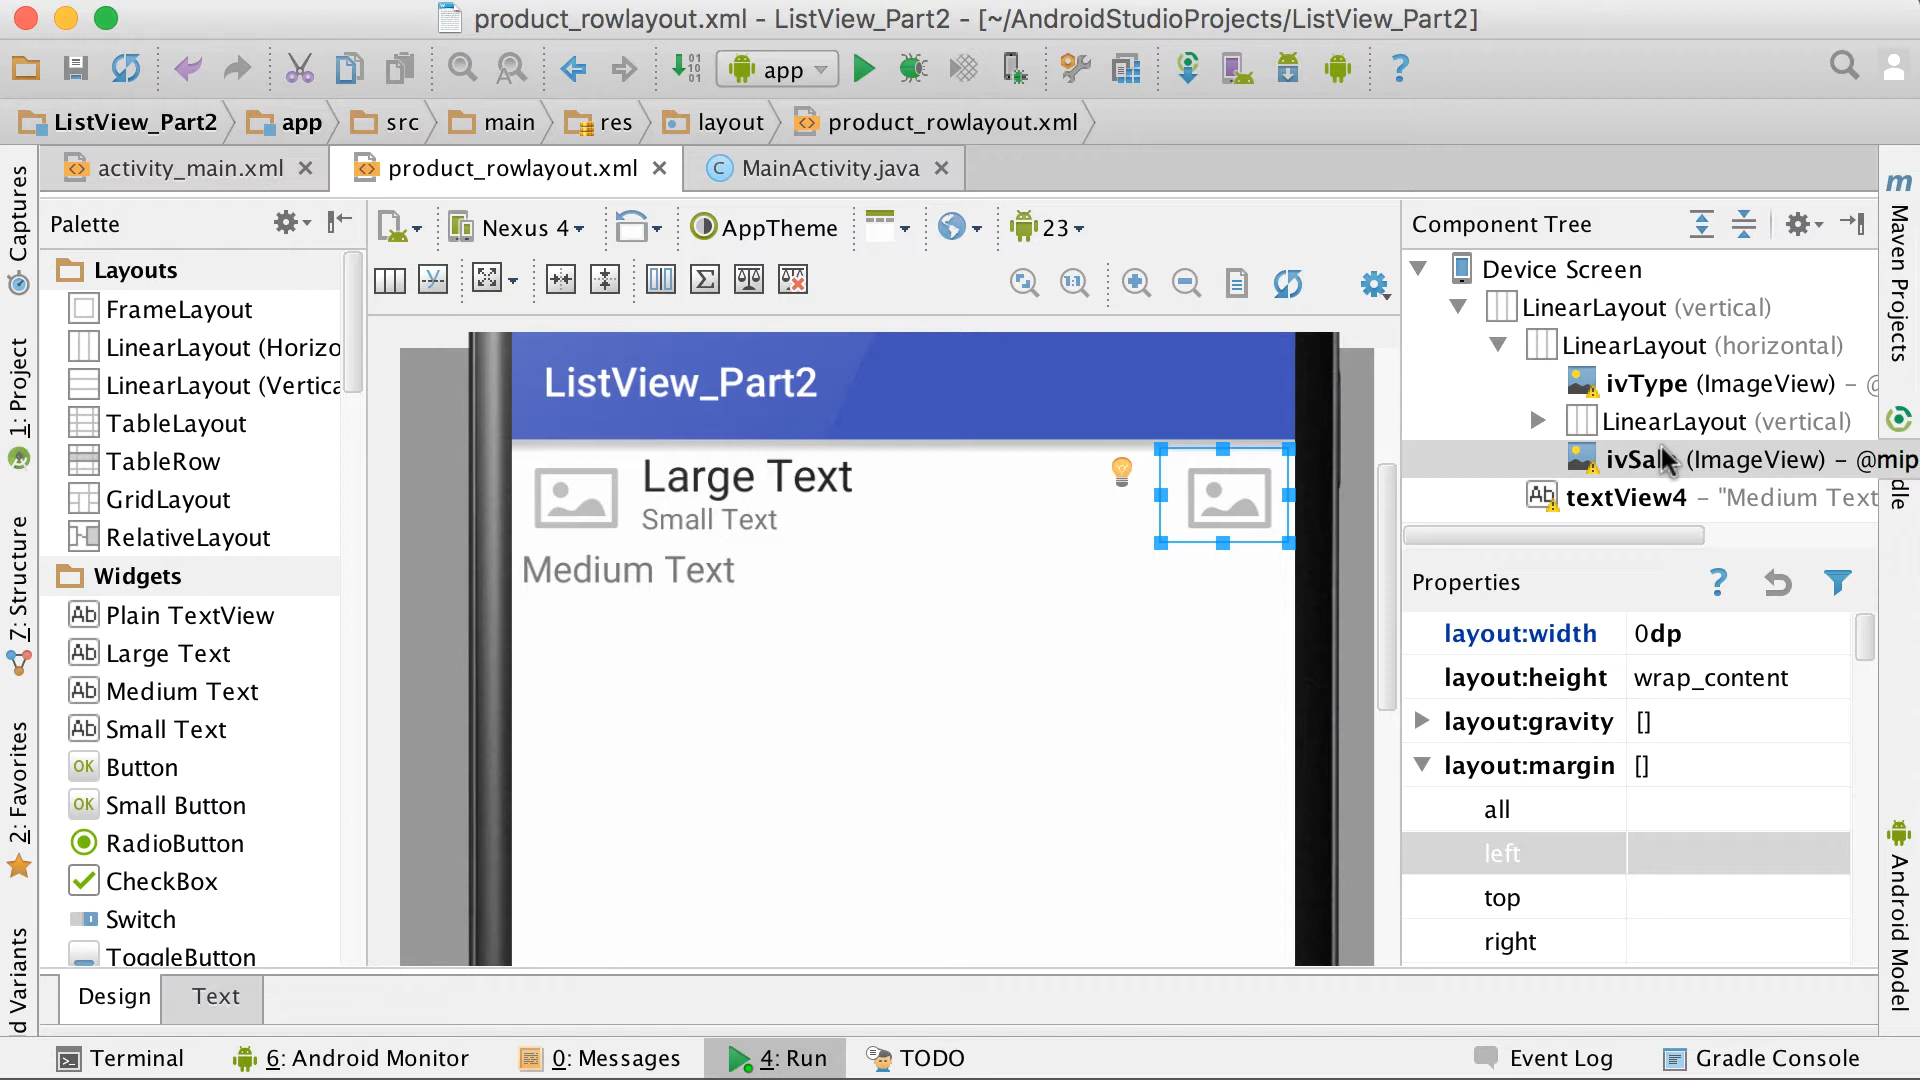 product_rowlayout.xml - ListView_Part2 - [~/AndroidStudioProjects/ListView_Part2]
app
ListView_Part2 app src main res layout product_rowlayout.xml
activity_main.xml product_rowlayout.xml MainActivity.java
Captures
1: Project
7: Structure
2: Favorites
d Variants
Palette
Layouts
FrameLayout
LinearLayout (Horizo
LinearLayout (Vertica
TableLayout
TableRow
GridLayout
RelativeLayout
Widgets
Plain TextView
Large Text
Medium Text
Small Text
Button
Small Button
RadioButton
CheckBox
Switch
ToggleButton
Nexus 4 AppTheme 23
ListView_Part2
Large Text
Small Text
Medium Text
Component Tree
Device Screen
LinearLayout (vertical)
LinearLayout (horizontal)
ivType (ImageView) – @
LinearLayout (vertical)
(ImageView) – @mip
textView4 – "Medium Text
Properties
layout:width 0dp
layout:height wrap_content
layout:gravity []
layout:margin []
all
left
top
right
Maven Projects
dle
Android Model
Design Text
Terminal 6: Android Monitor 0: Messages 4: Run TODO Event Log Gradle Console